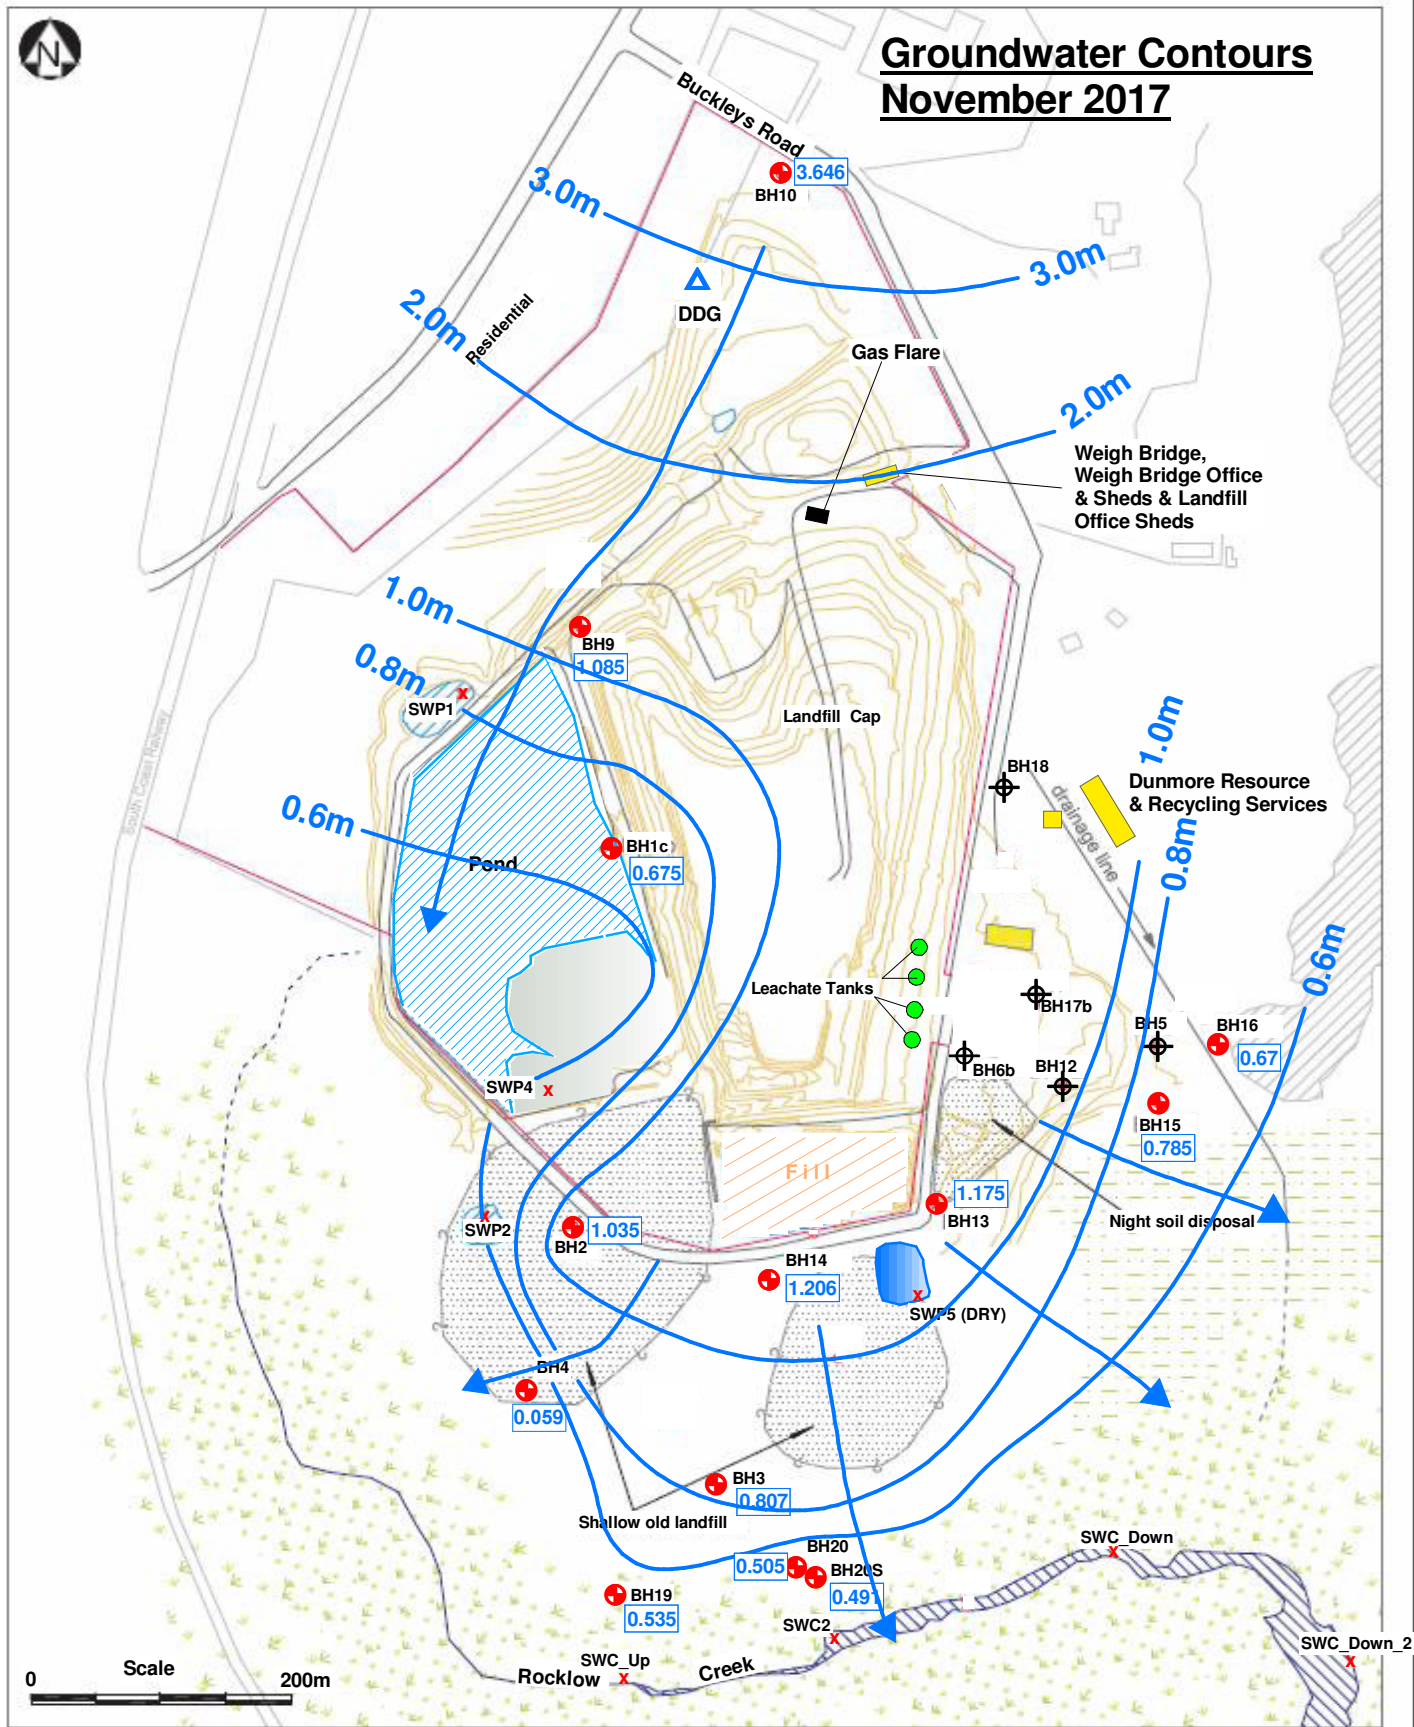 N
Groundwater Contours
November 2017
Buckleys Road
3.646
BH10
3.0m
3.0m
DDG
2.0m
Residential
Gas Flare
2.0m
Weigh Bridge,
Weigh Bridge Office
& Sheds & Landfill
Office Sheds
1.0m
BH9
1.085
0.8m
SWP1
Landfill Cap
1.0m
BH18
Dunmore Resource
& Recycling Services
drainage line
South Coast Railway
0.6m
0.8m
Pond
BH1c
0.675
0.6m
Leachate Tanks
BH17b
BH5
BH16
0.67
BH6b
BH12
SWP4
BH15
0.785
Fill
1.175
BH13
Night soil disposal
SWP2
1.035
BH2
BH14
1.206
SWP5 (DRY)
BH4
0.059
BH3
0.807
Shallow old landfill
BH20
0.505
BH20S
0.491
BH19
0.535
SWC_Down
SWC2
SWC_Down_2
SWC_Up
Rocklow Creek
Scale
0 200m